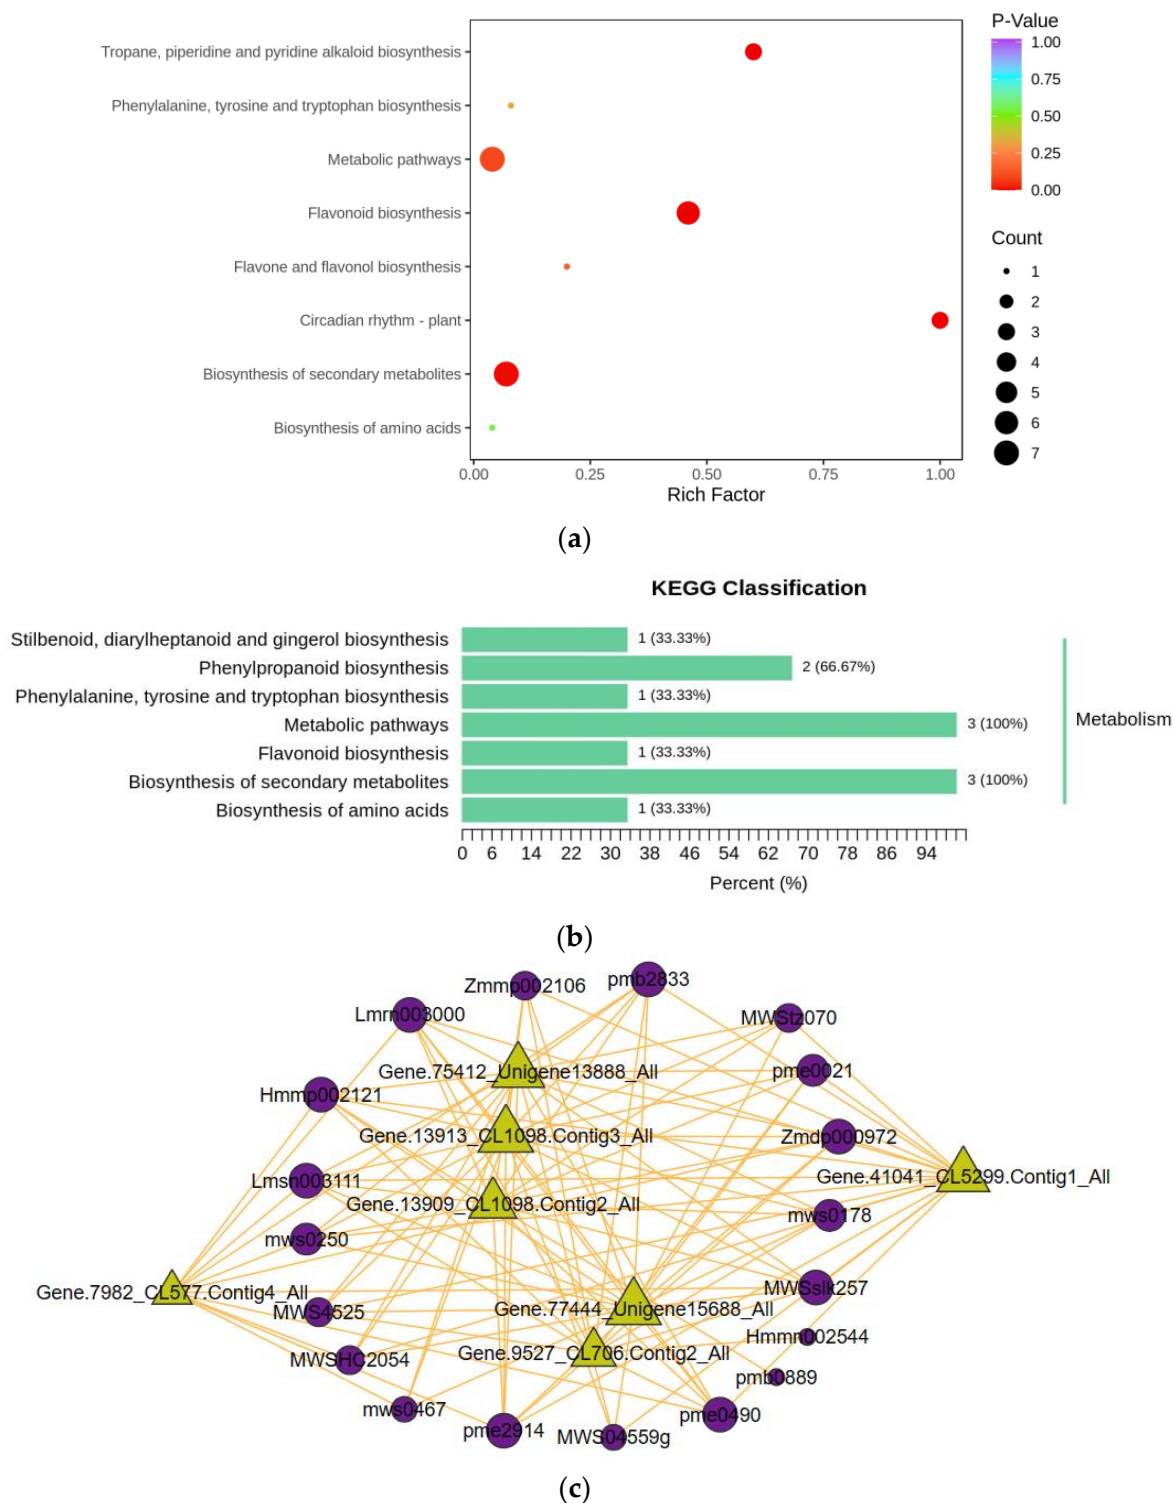 P-Value
1.00
0.75
0.50
0.25
0.00
Count
1
2
3
4
5
6
7
Tropane, piperidine and pyridine alkaloid biosynthesis
Phenylalanine, tyrosine and tryptophan biosynthesis
Metabolic pathways
Flavonoid biosynthesis
Flavone and flavonol biosynthesis
Circadian rhythm - plant
Biosynthesis of secondary metabolites
Biosynthesis of amino acids
0.00 0.25 0.50 0.75 1.00
Rich Factor
(a)
KEGG Classification
Stilbenoid, diarylheptanoid and gingerol biosynthesis 1 (33.33%)
Phenylpropanoid biosynthesis 2 (66.67%)
Phenylalanine, tyrosine and tryptophan biosynthesis 1 (33.33%)
Metabolic pathways 3 (100%)
Flavonoid biosynthesis 1 (33.33%)
Biosynthesis of secondary metabolites 3 (100%)
Biosynthesis of amino acids 1 (33.33%)
Metabolism
0 6 14 22 30 38 46 54 62 70 78 86 94
Percent (%)
(b)
pmb2833
Zmmp002106
Lmrn003000
MWStz070
Gene.75412_Unigene13888_All
pme0021
Hmmp002121
Gene.13913_CL1098.Contig3_All
Zmdp000972
Lmsn003111
Gene.41041_CL5299.Contig1_All
Gene.13909_CL1098.Contig2_All
mws0178
mws0250
Gene.7982_CL577.Contig4_All
MWSslk257
MWS4525
Gene.77444_Unigene15688_All
Hmmn002544
MWSHC2054
Gene.9527_CL706.Contig2_All
pmb0889
mws0467
pme0490
pme2914
MWS04559g
(c)